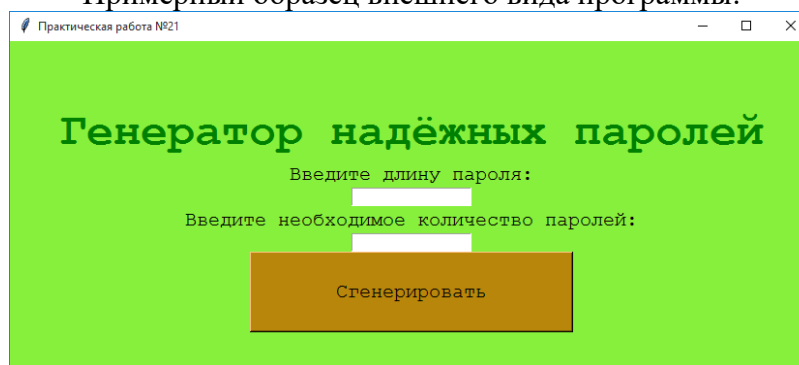 Примерный образец внешнего вида программы:
Практическая работа №21
Генератор надёжных паролей
Введите длину пароля:
Введите необходимое количество паролей:
Сгенерировать